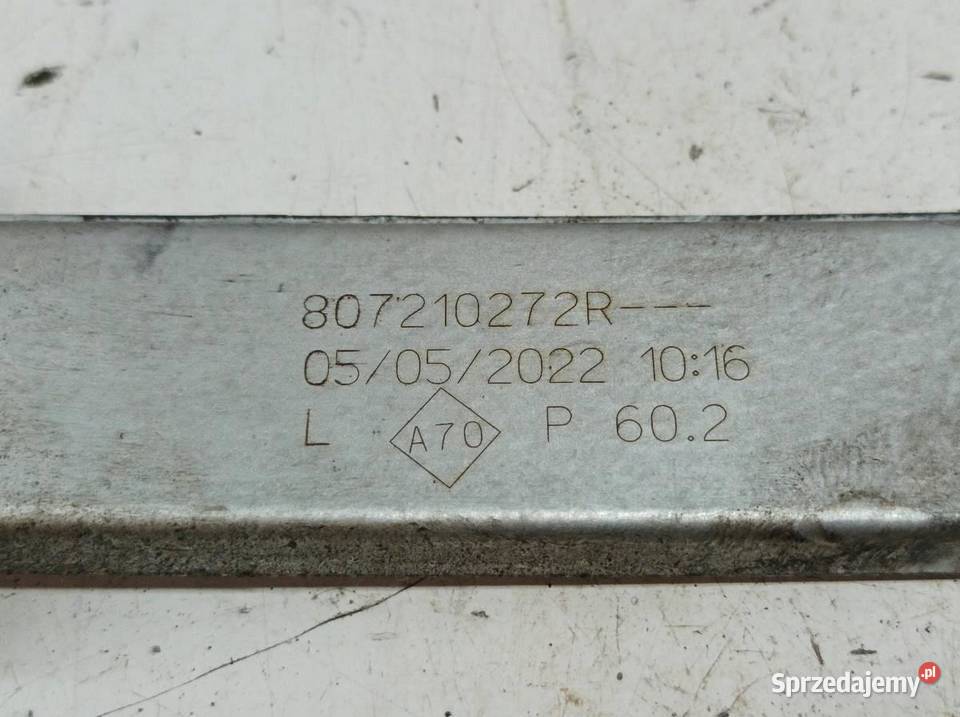 807210272R---
05/05/2022 10:16
L A70 P 60.2
Sprzedajemy.pl